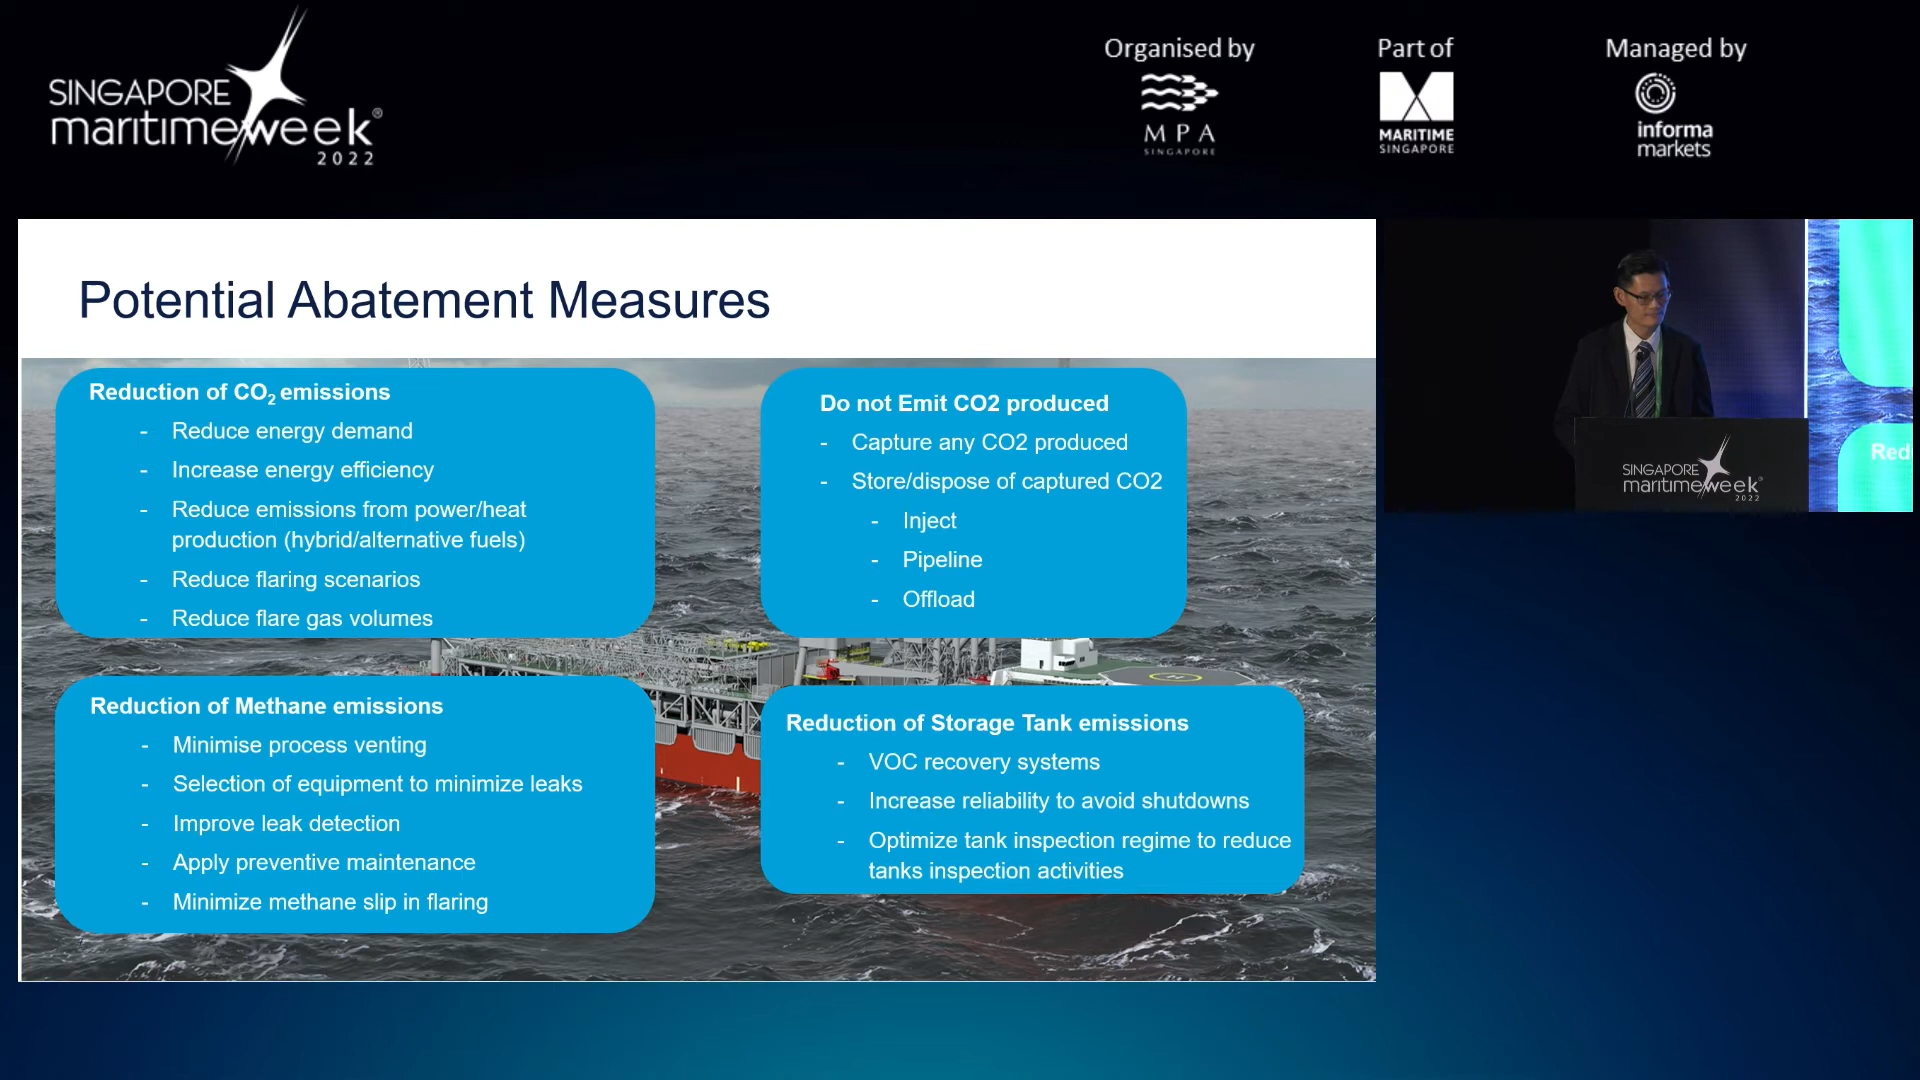 SINGAPORE
maritimeweek®
2022
Organised by
MPA
SINGAPORE
Part of
MARITIME
SINGAPORE
Managed by
informa
markets
Potential Abatement Measures
Reduction of CO2 emissions
- Reduce energy demand
- Increase energy efficiency
- Reduce emissions from power/heat
production (hybrid/alternative fuels)
- Reduce flaring scenarios
- Reduce flare gas volumes
Do not Emit CO2 produced
- Capture any CO2 produced
- Store/dispose of captured CO2
- Inject
- Pipeline
- Offload
Reduction of Methane emissions
- Minimise process venting
- Selection of equipment to minimize leaks
- Improve leak detection
- Apply preventive maintenance
- Minimize methane slip in flaring
Reduction of Storage Tank emissions
- VOC recovery systems
- Increase reliability to avoid shutdowns
- Optimize tank inspection regime to reduce
tanks inspection activities
Red
SINGAPORE
maritimeweek
2022